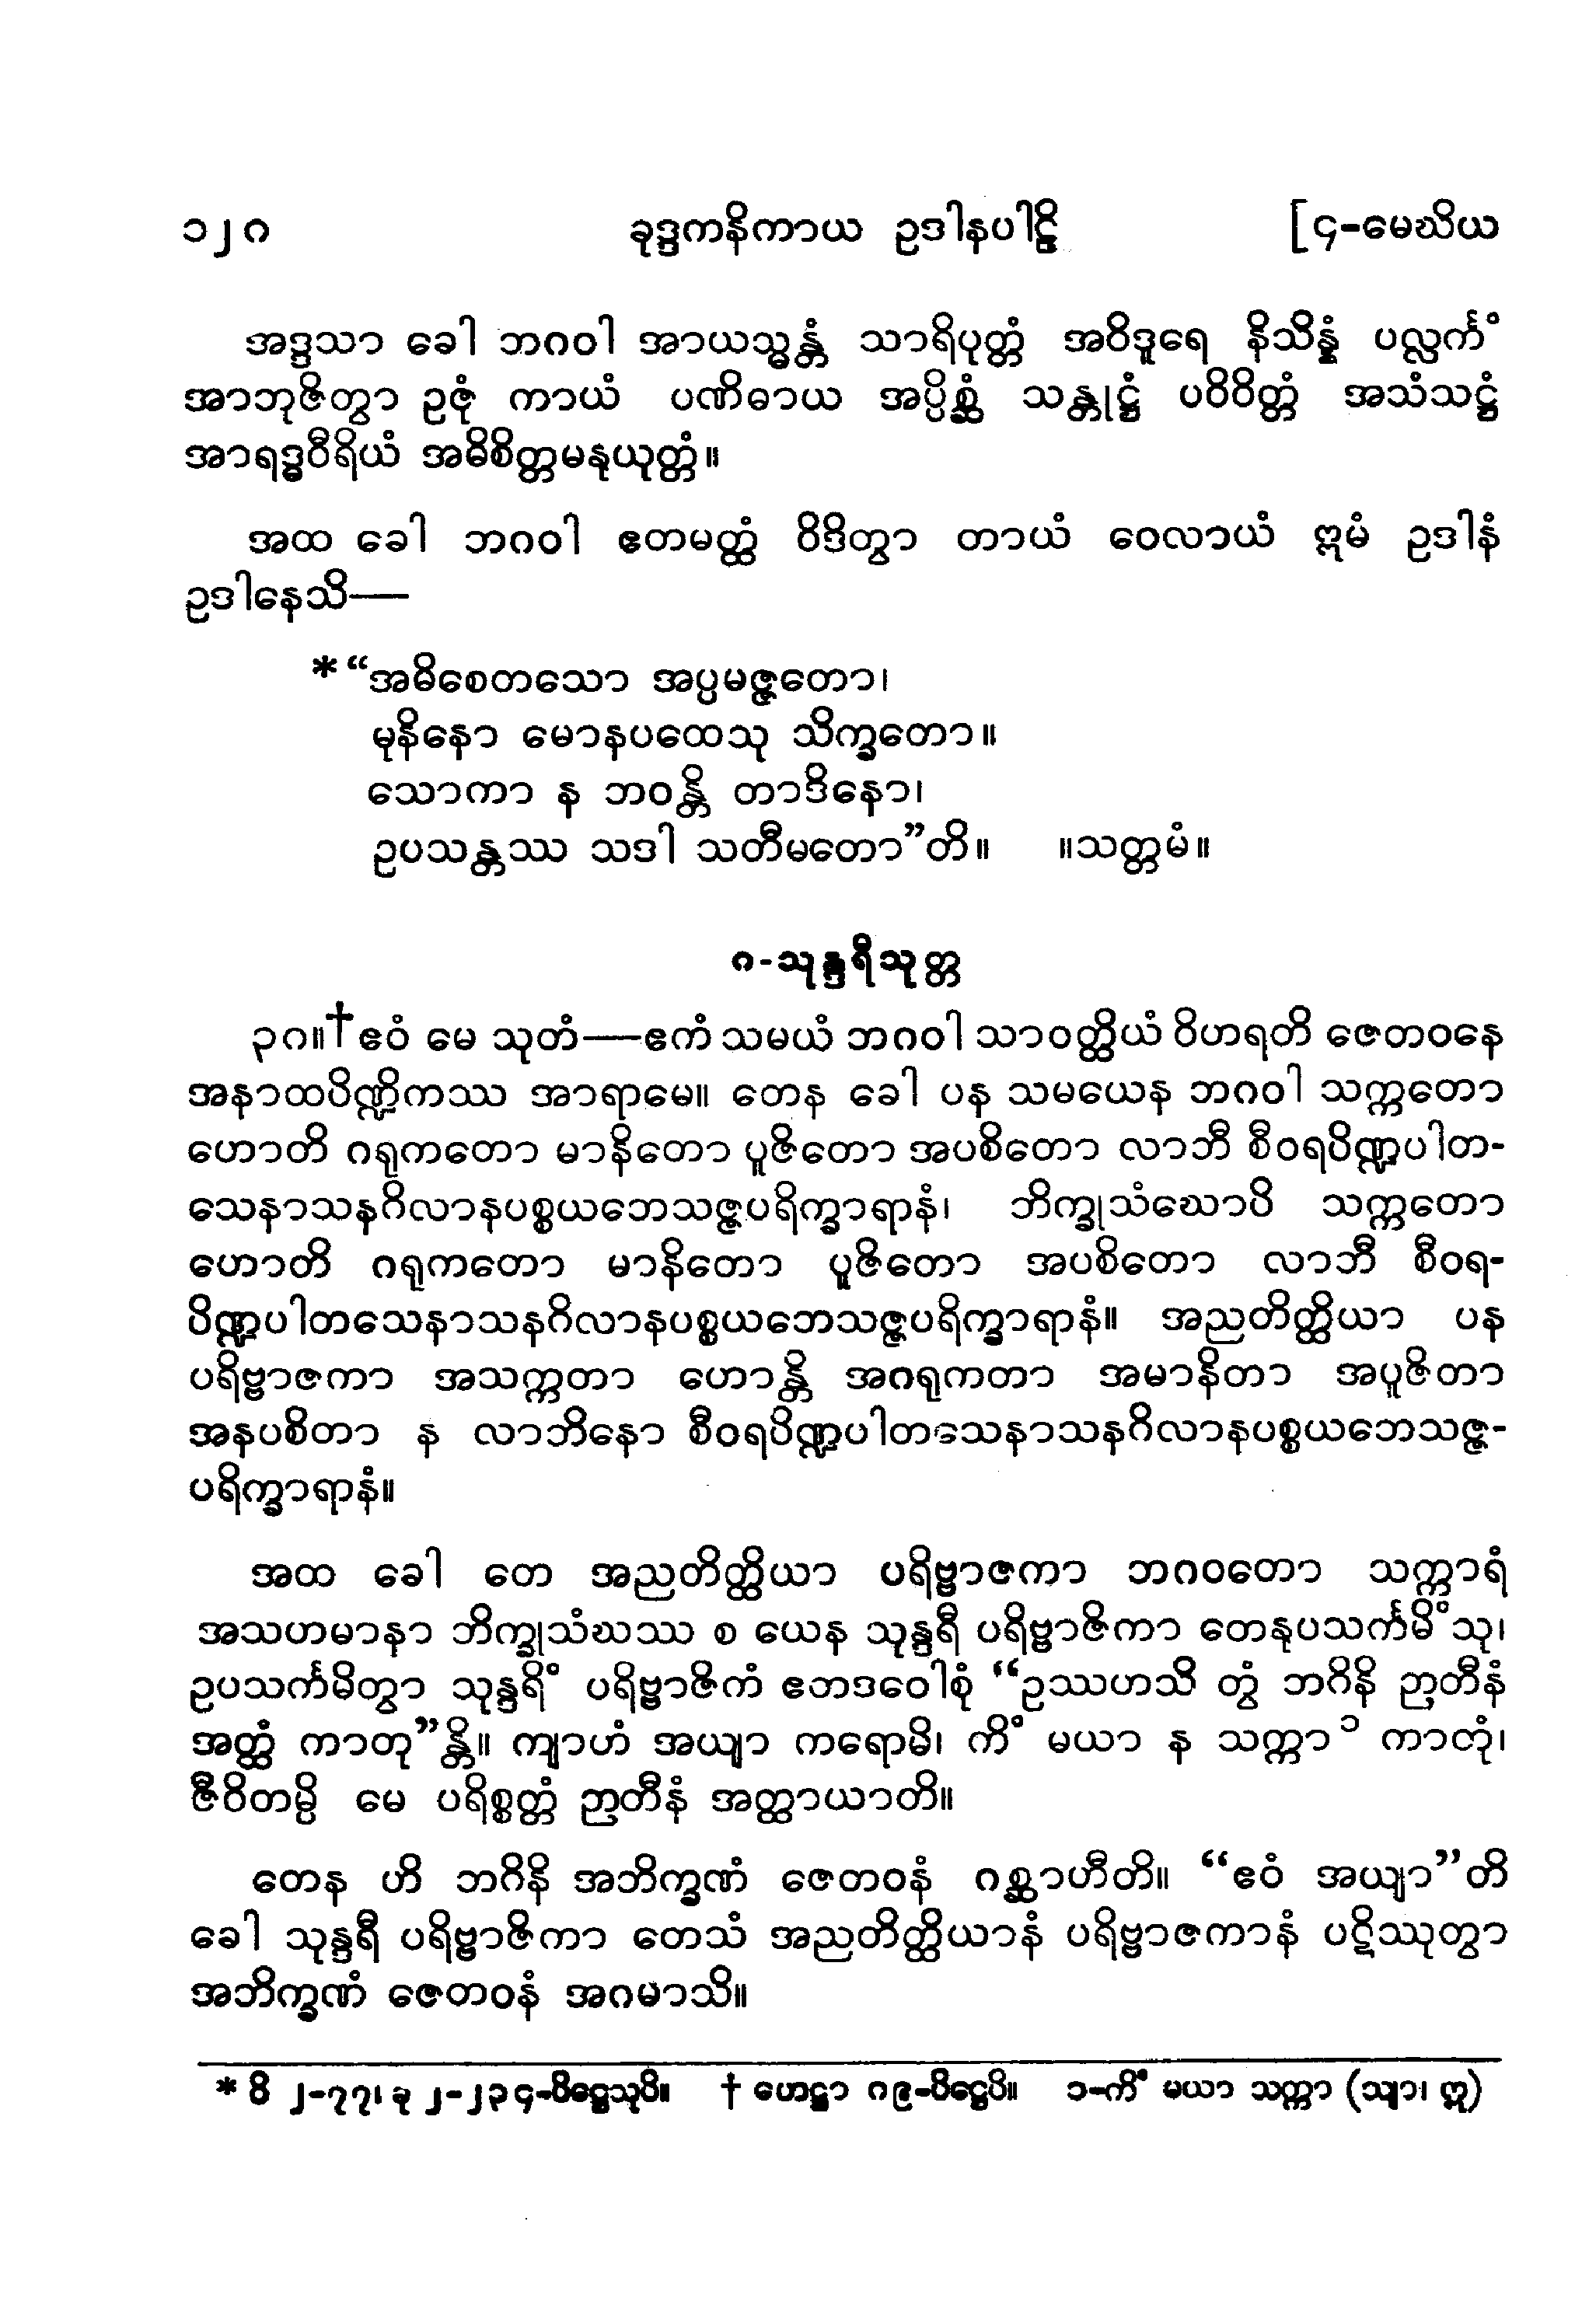 ၁၂၈ ခုဒ္ဒကနိကာယ ဥဒါနပါဠိ [၄-မေဃိယ
အဒ္ဒသာ ခေါ ဘဂဝါ အာယသ္မန္တံ သာရိပုတ္တံ အဝိဒူရေ နိသိန္နံ ပလ္လင်္ကံ
အာဘုဇိတွာ ဥဇုံ ကာယံ ပဏိဓာယ အပ္ပိစ္ဆံ သန္တုဋ္ဌံ ပဝိဝိတ္တံ အသံသဋ္ဌံ
အာရဒ္ဓဝီရိယံ အဓိစိတ္တမနုယုတ္တံ။
အထ ခေါ ဘဂဝါ ဧတမတ္ထံ ဝိဒိတွာ တာယံ ဝေလာယံ ဣမံ ဥဒါနံ
ဥဒါနေသိ—
* “အဓိစေတသော အပ္ပမဇ္ဇတော၊
မုနိနော မောနပထေသု သိက္ခတော။
သောကာ န ဘဝန္တိ တာဒိနော၊
ဥပသန္တဿ သဒါ သတီမတော”တိ။ ။သတ္တမံ။
၈-သုန္ဒရီသုတ္တ
၃၈။†ဧဝံ မေ သုတံ—ဧကံ သမယံ ဘဂဝါ သာဝတ္ထိယံ ဝိဟရတိ ဇေတဝနေ
အနာထပိဏ္ဍိကဿ အာရာမေ။ တေန ခေါ ပန သမယေန ဘဂဝါ သက္ကတော
ဟောတိ ဂရုကတော မာနိတော ပူဇိတော အပစိတော လာဘီ စီဝရပိဏ္ဍပါတ-
သေနာသနဂိလာနပစ္စယဘေသဇ္ဇပရိက္ခာရာနံ၊ ဘိက္ခုသံဃောပိ သက္ကတော
ဟောတိ ဂရုကတော မာနိတော ပူဇိတော အပစိတော လာဘီ စီဝရ-
ပိဏ္ဍပါတသေနာသနဂိလာနပစ္စယဘေသဇ္ဇပရိက္ခာရာနံ။ အညတိတ္ထိယာ ပန
ပရိဗ္ဗာဇကာ အသက္ကတာ ဟောန္တိ အဂရုကတာ အမာနိတာ အပူဇိတာ
အနပစိတာ န လာဘိနော စီဝရပိဏ္ဍပါတသေနာသနဂိလာနပစ္စယဘေသဇ္ဇ-
ပရိက္ခာရာနံ။
အထ ခေါ တေ အညတိတ္ထိယာ ပရိဗ္ဗာဇကာ ဘဂဝတော သက္ကာရံ
အသဟမာနာ ဘိက္ခုသံဃဿ စ ယေန သုန္ဒရီ ပရိဗ္ဗာဇိကာ တေနုပသင်္ကမိံသု၊
ဥပသင်္ကမိတွာ သုန္ဒရိံ ပရိဗ္ဗာဇိကံ ဧတဒဝေါစုံ “ဥဿဟသိ တွံ ဘဂိနိ ဉာတီနံ
အတ္ထံ ကာတု”န္တိ။ ကျာဟံ အယျာ ကရောမိ၊ ကိံ မယာ န သက္ကာ ၁ ကာတုံ၊
ဇီဝိတမ္ပိ မေ ပရိစ္စတ္တံ ဉာတီနံ အတ္ထာယာတိ။
တေန ဟိ ဘဂိနိ အဘိက္ခဏံ ဇေတဝနံ ဂစ္ဆာဟီတိ။ “ဧဝံ အယျာ”တိ
ခေါ သုန္ဒရီ ပရိဗ္ဗာဇိကာ တေသံ အညတိတ္ထိယာနံ ပရိဗ္ဗာဇကာနံ ပဋိဿုတွာ
အဘိက္ခဏံ ဇေတဝနံ အဂမာသိ။
* ဝိ ၂-၇၇၊ ခု ၂-၂၃၄-ပိဋ္ဌေသုပိ။ † ဟေဋ္ဌာ ၈၉-ပိဋ္ဌေပိ။ ၁-ကိံ မယာ သက္ကာ (သျာ၊ ဣ)